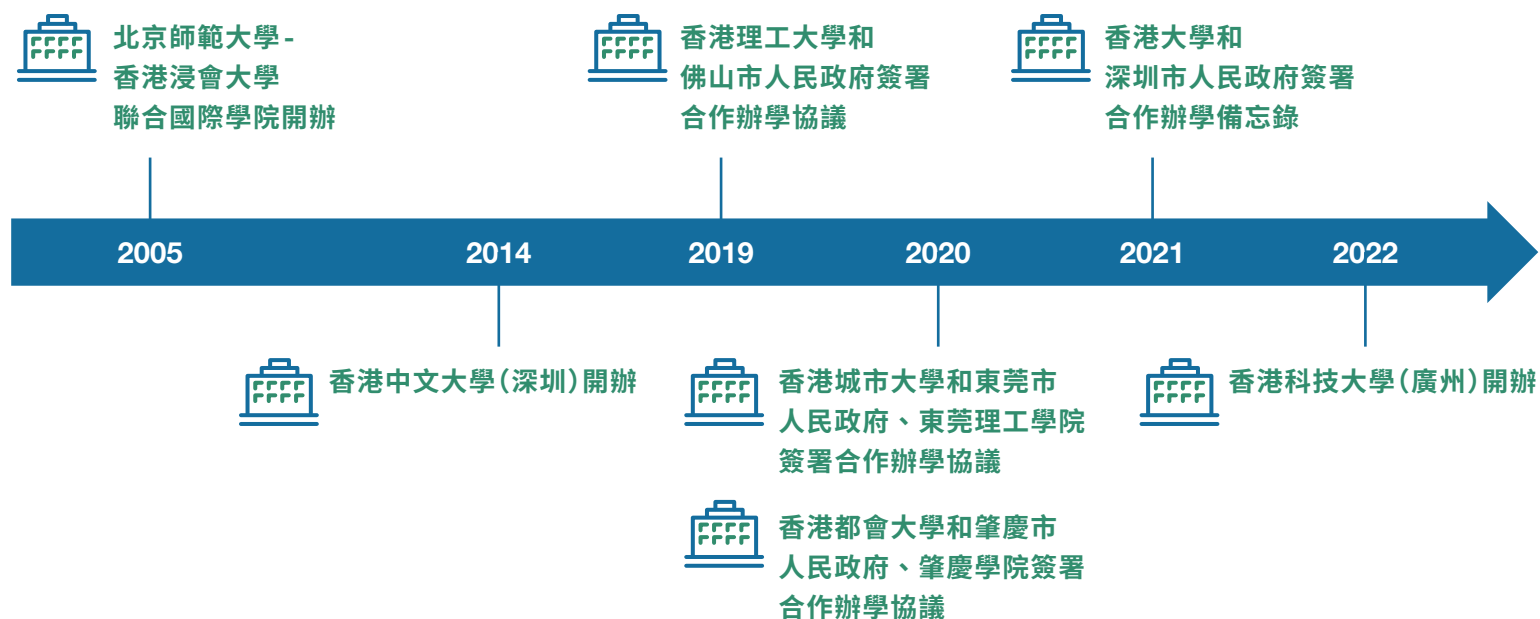 北京師範大學-
香港浸會大學
聯合國際學院開辦
香港理工大學和
佛山市人民政府簽署
合作辦學協議
香港大學和
深圳市人民政府簽署
合作辦學備忘錄
2005
2014
2019
2020
2021
2022
香港中文大學(深圳)開辦
香港城市大學和東莞市
人民政府、東莞理工學院
簽署合作辦學協議
香港都會大學和肇慶市
人民政府、肇慶學院簽署
合作辦學協議
香港科技大學(廣州)開辦